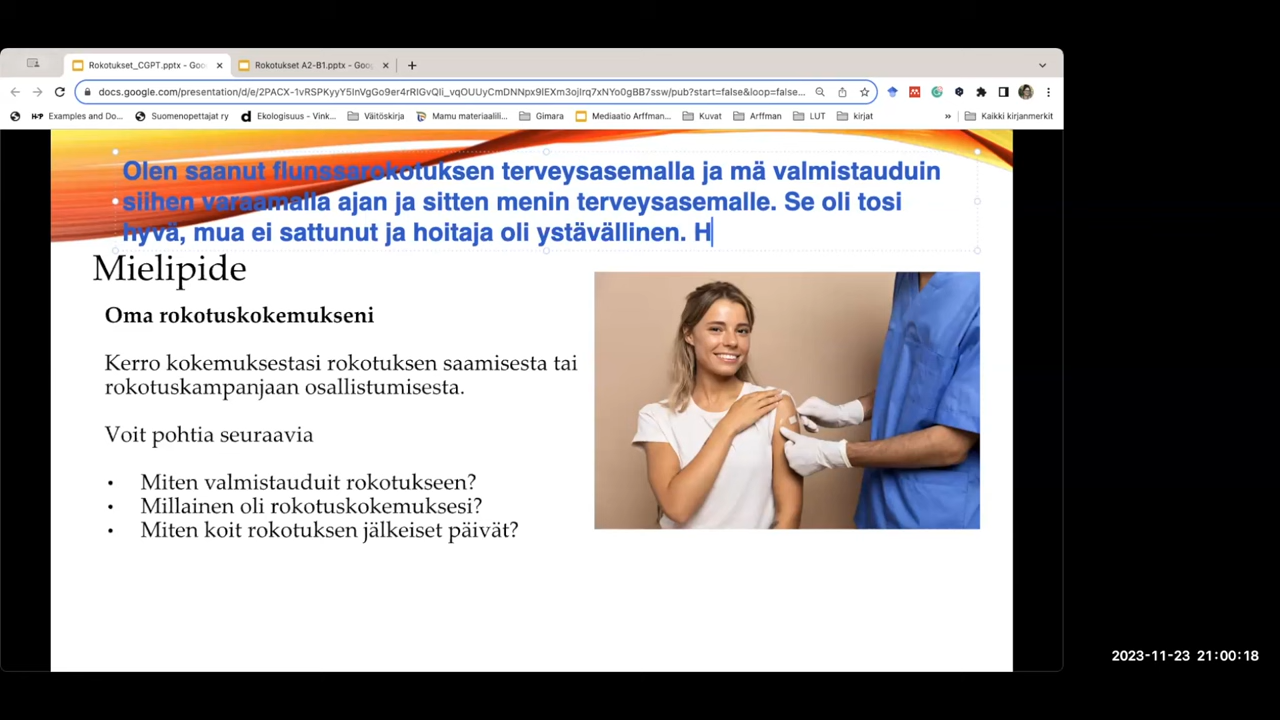 Rokotukset_CGPT.pptx - Goo
Rokotukset A2-B1.pptx - Goo
docs.google.com/presentation/d/e/2PACX-1vRSPKyyY5InVgGo9er4rRIGvQIi_vqOUUyCmDNNpx9lEXm3ojIrq7xNYo0gBB7ssw/pub?start=false&loop=false...
Examples and Do...
Suomenopettajat ry
Ekologisuus - Vink...
Väitöskirja
Mamu materiaalili...
Gimara
Mediaatio Arffman...
Kuvat
Arffman
LUT
kirjat
»
Kaikki kirjanmerkit
Olen saanut flunssarokotuksen terveysasemalla ja mä valmistauduin
siihen varaamalla ajan ja sitten menin terveysasemalle. Se oli tosi
hyvä, mua ei sattunut ja hoitaja oli ystävällinen. H
Mielipide
Oma rokotuskokemukseni
Kerro kokemuksestasi rokotuksen saamisesta tai
rokotuskampanjaan osallistumisesta.
Voit pohtia seuraavia
• Miten valmistauduit rokotukseen?
• Millainen oli rokotuskokemuksesi?
• Miten koit rokotuksen jälkeiset päivät?
2023-11-23 21:00:18